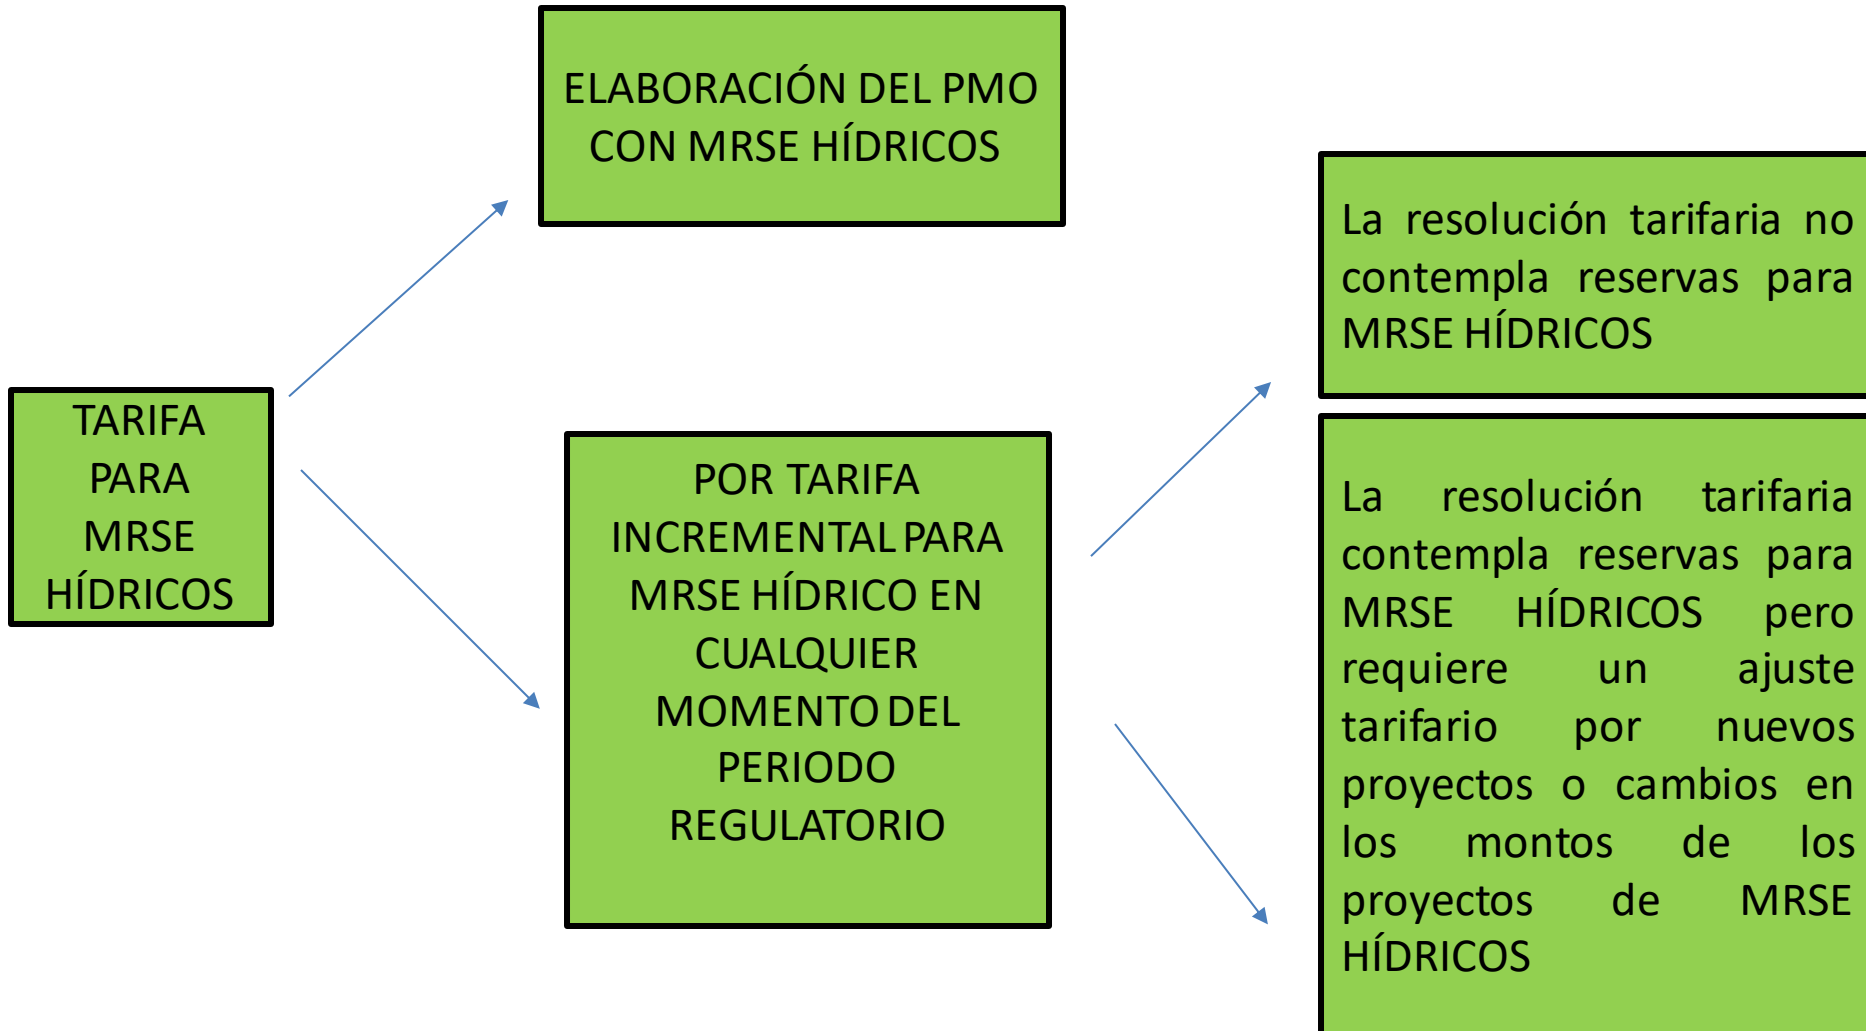 ELABORACIÓN DEL PMO
CON MRSE HÍDRICOS
TARIFA
PARA
MRSE
HÍDRICOS
POR TARIFA
INCREMENTAL PARA
MRSE HÍDRICO EN
CUALQUIER
MOMENTO DEL
PERIODO
REGULATORIO
La resolución tarifaria no
contempla reservas para
MRSE HÍDRICOS
La resolución tarifaria
contempla reservas para
MRSE HÍDRICOS pero
requiere un ajuste
tarifario por nuevos
proyectos o cambios en
los montos de los
proyectos de MRSE
HÍDRICOS